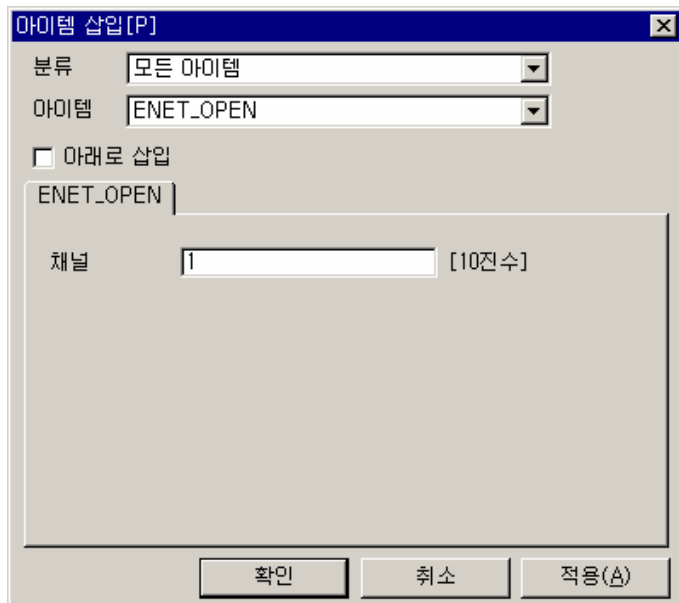 아이템 삽입[P]
분류 모든 아이템
아이템 ENET_OPEN
아래로 삽입
ENET_OPEN
채널 1 [10진수]
확인 취소 적용(A)